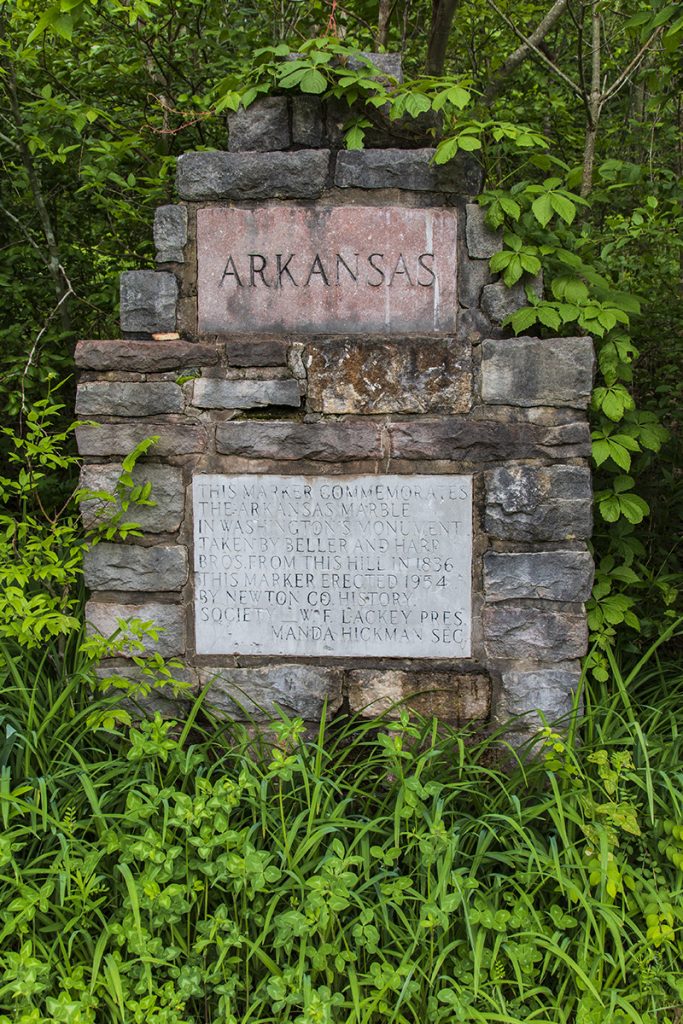 ARKANSAS
THIS MARKER COMMEMORATES
THE ARKANSAS MARBLE
IN WASHINGTON'S MONUMENT
TAKEN BY BELLER AND HARP
BROS. FROM THIS HILL IN 1836
THIS MARKER ERECTED 1954
BY NEWTON CO. HISTORY.
SOCIETY — W. F. LACKEY PRES.
MANDA HICKMAN SEC.